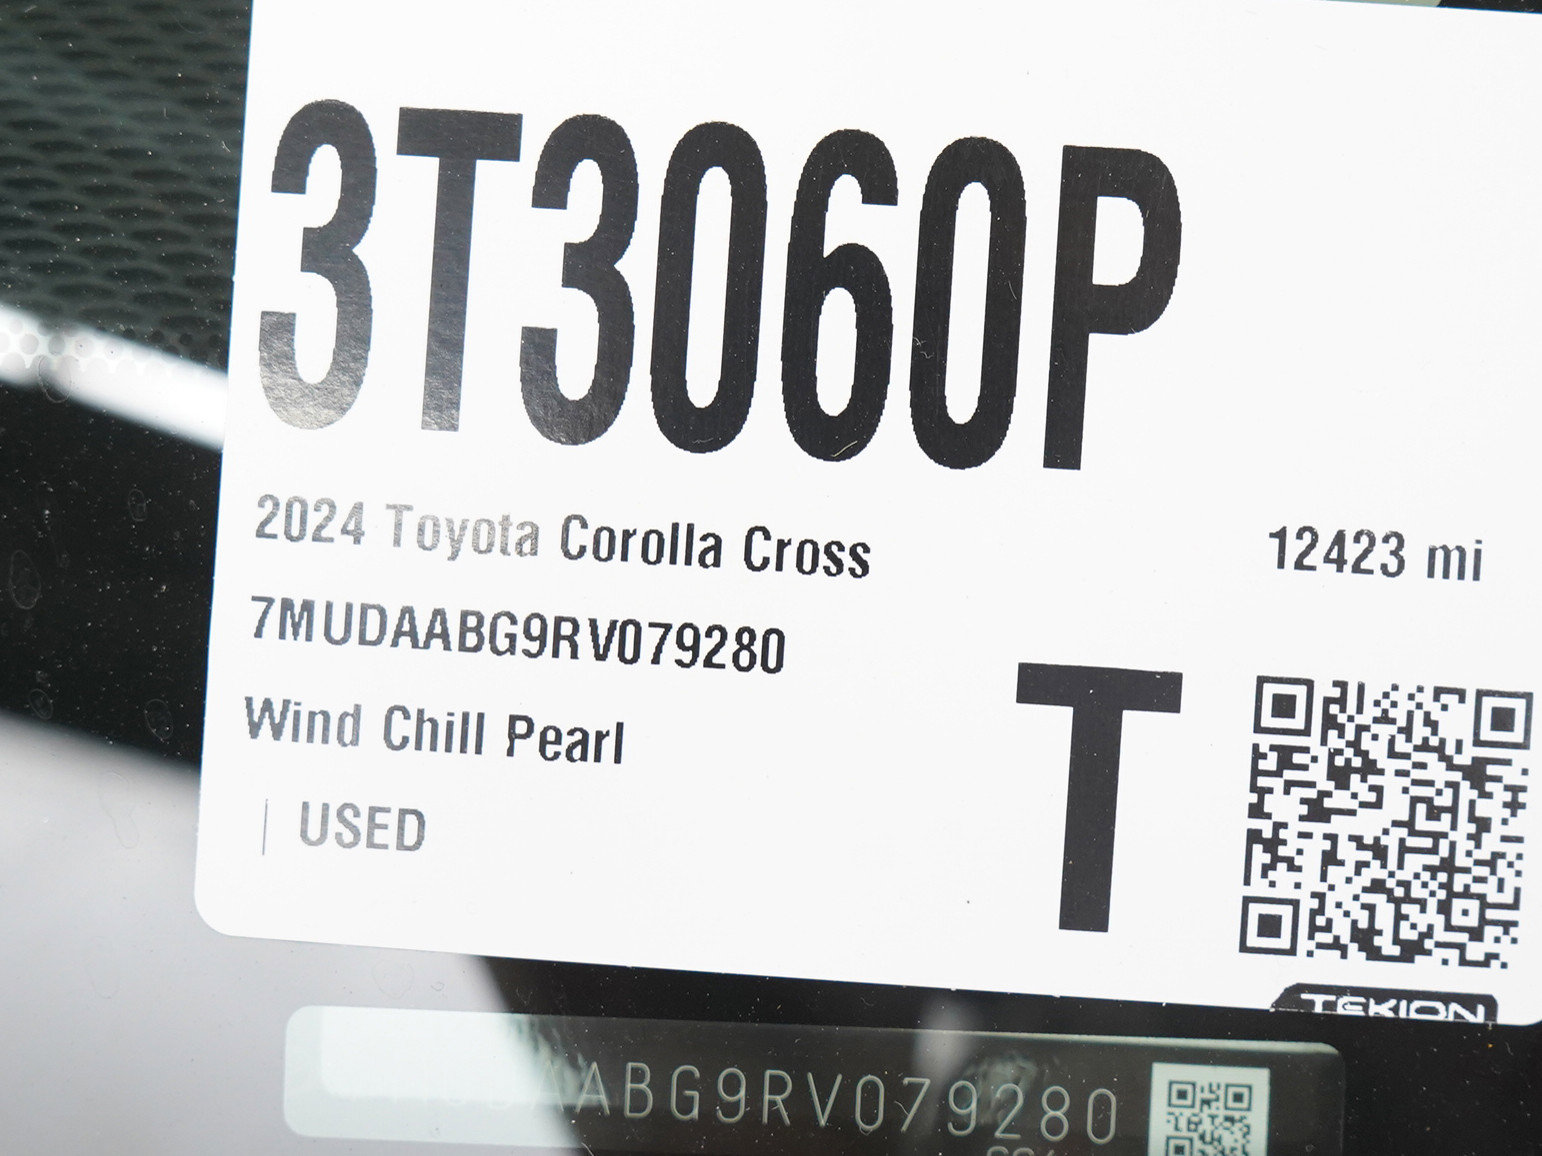 3T3060P
2024 Toyota Corolla Cross
12423 mi
7MUDAABG9RV079280
Wind Chill Pearl
| USED
T
TEKION
ABG9RV079280